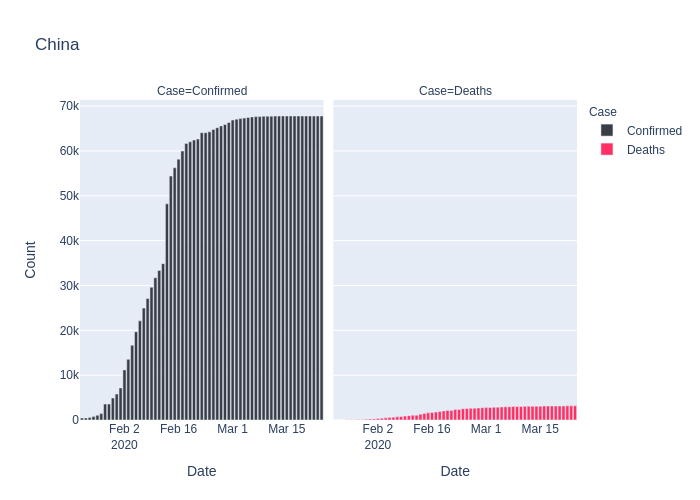 China
Case=Confirmed
Case=Deaths
Case
Confirmed
Deaths
Count
70k
60k
50k
40k
30k
20k
10k
0
Feb 2
2020
Feb 16
Mar 1
Mar 15
Feb 2
2020
Feb 16
Mar 1
Mar 15
Date
Date